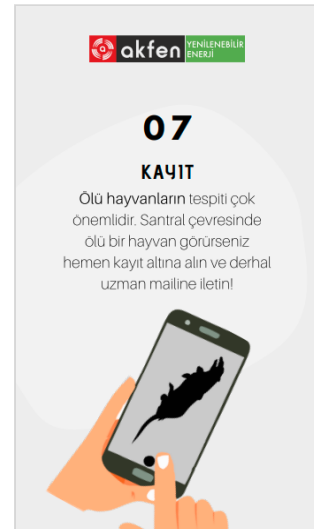 akfen YENİLENEBİLİR
ENERJİ
07
KAYIT
Ölü hayvanların tespiti çok
önemlidir. Santral çevresinde
ölü bir hayvan görürseniz
hemen kayıt altına alın ve derhal
uzman mailine iletin!